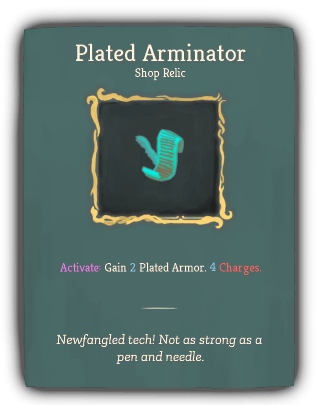 Plated Arminator
Shop Relic
Activate: Gain 2 Plated Armor. 4 Charges.
Newfangled tech! Not as strong as a
pen and needle.